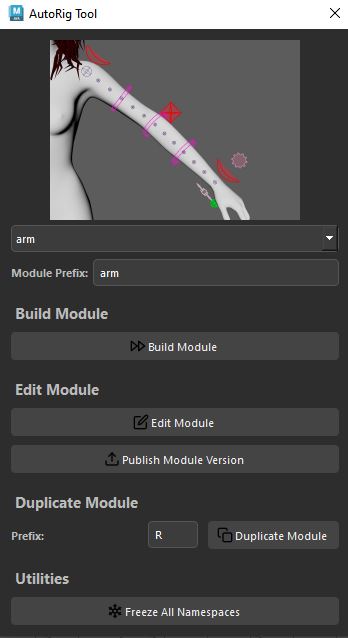 AutoRig Tool
arm
Module Prefix: arm
Build Module
Build Module
Edit Module
Edit Module
Publish Module Version
Duplicate Module
Prefix: R Duplicate Module
Utilities
Freeze All Namespaces